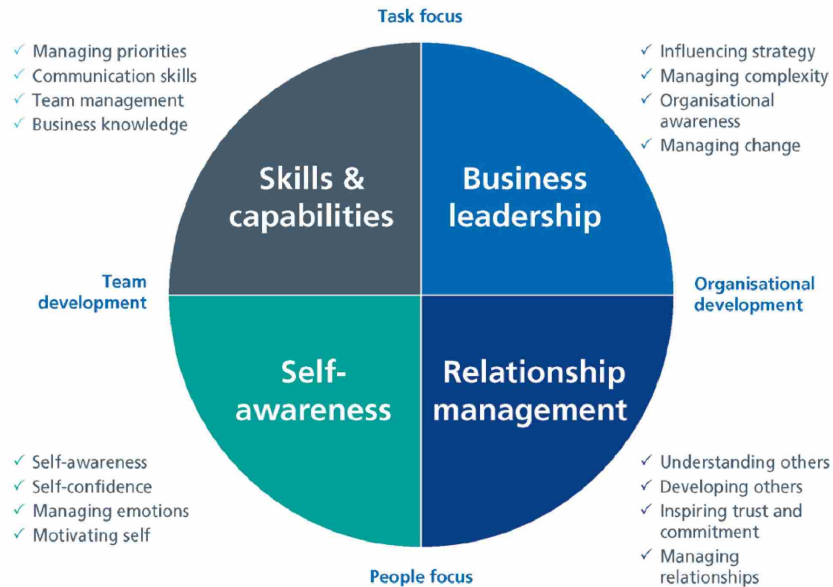 Task focus
Managing priorities
Communication skills
Team management
Business knowledge
Influencing strategy
Managing complexity
Organisational
awareness
Managing change
Skills &
capabilities
Business
leadership
Team
development
Organisational
development
Self-
awareness
Relationship
management
Self-awareness
Self-confidence
Managing emotions
Motivating self
Understanding others
Developing others
Inspiring trust and
commitment
Managing
relationships
People focus